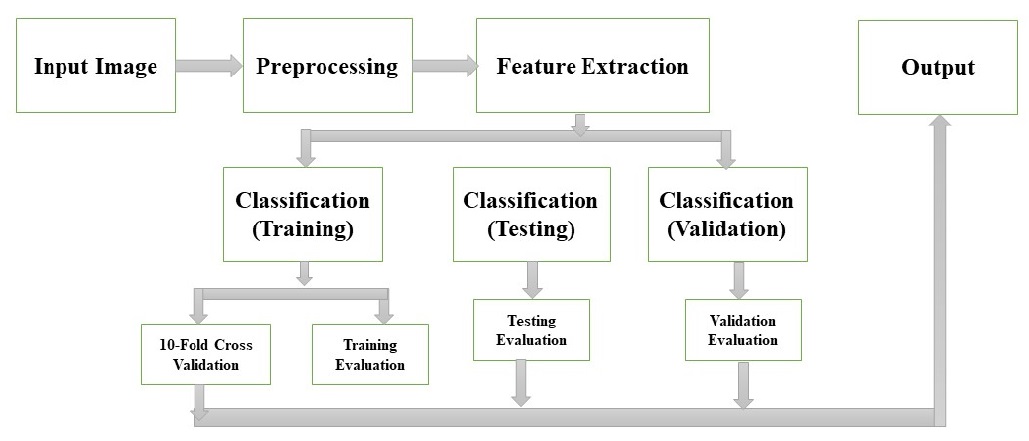 Input Image
Preprocessing
Feature Extraction
Output
Classification
(Training)
Classification
(Testing)
Classification
(Validation)
10-Fold Cross
Validation
Training
Evaluation
Testing
Evaluation
Validation
Evaluation